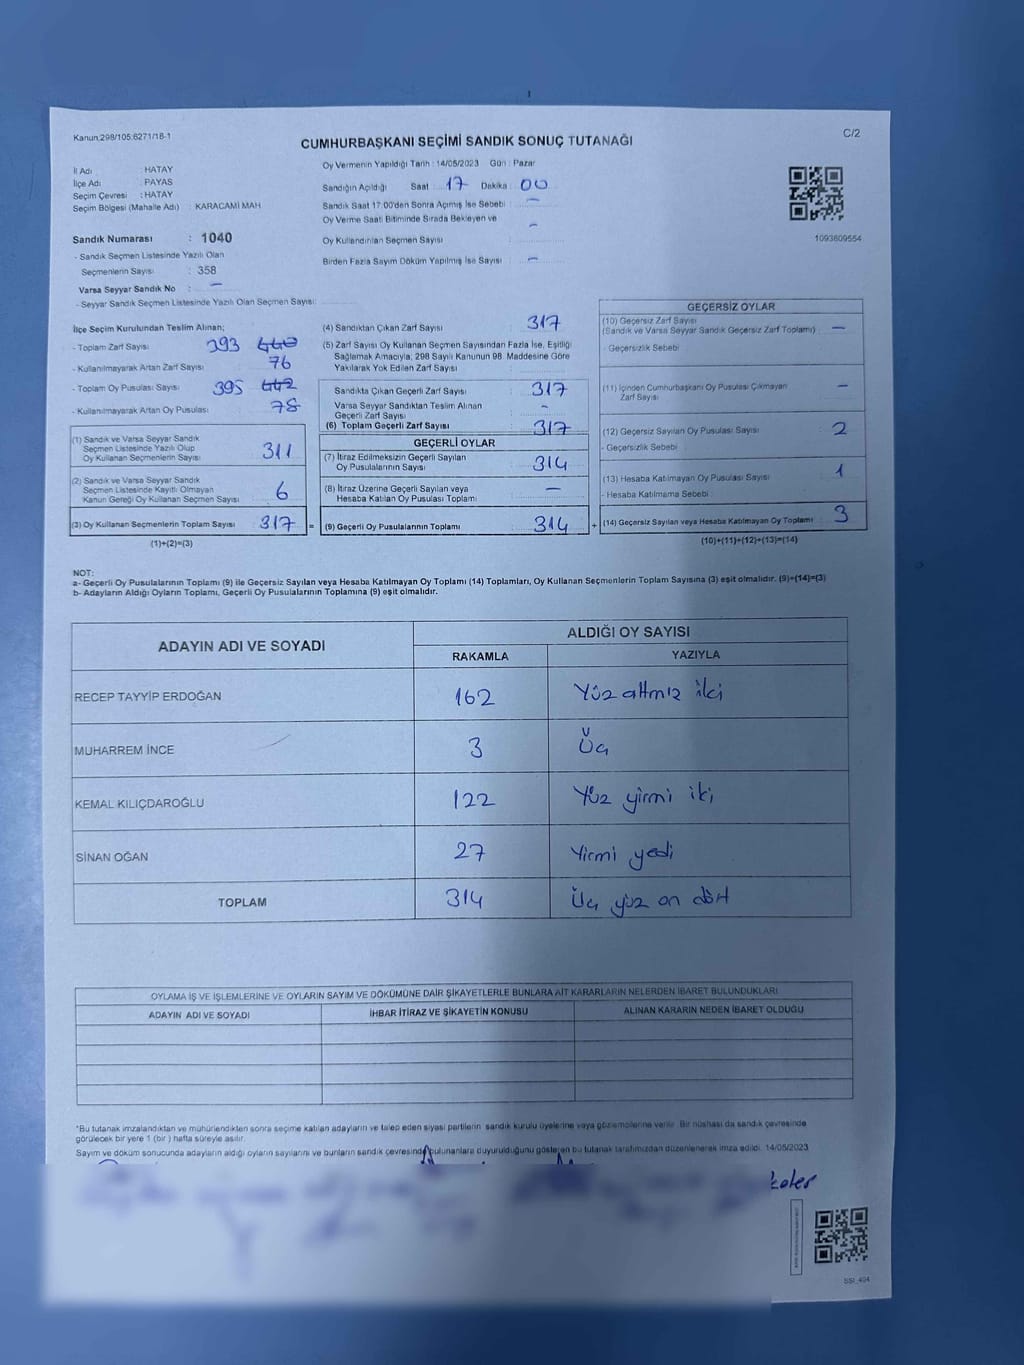 Kanun:298/105.6271/18-1
C/2
CUMHURBAŞKANI SEÇİMİ SANDIK SONUÇ TUTANAĞI
İl Adı : HATAY
İlçe Adı : PAYAS
Seçim Çevresi : HATAY
Seçim Bölgesi (Mahalle Adı) : KARACAMİ MAH.
Sandık Numarası : 1040
- Sandık Seçmen Listesinde Yazılı Olan
Seçmenlerin Sayısı : 358
Varsa Seyyar Sandık No : –
- Seyyar Sandık Seçmen Listesinde Yazılı Olan Seçmen Sayısı:
Oy Vermenin Yapıldığı Tarih : 14/05/2023 Gün : Pazar
Sandığın Açıldığı Saat 17 Dakika 00
Sandık Saat 17:00'den Sonra Açımış İse Sebebi : –
Oy Verme Saati Bitiminde Sırada Bekleyen ve –
Oy Kullandırılan Seçmen Sayısı :
Birden Fazla Sayım Döküm Yapılmış İse Sayısı : –
1093609554
İlçe Seçim Kurulundan Teslim Alınan;
- Toplam Zarf Sayısı 393 440
- Kullanılmayarak Artan Zarf Sayısı : 76
- Toplam Oy Pusulası Sayısı 395 442
- Kullanılmayarak Artan Oy Pusulası : 78
(1) Sandık ve Varsa Seyyar Sandık
Seçmen Listesinde Yazılı Olup
Oy Kullanan Seçmenlerin Sayısı 311
(2) Sandık ve Varsa Seyyar Sandık
Seçmen Listesinde Kayıtlı Olmayan
Kanun Gereği Oy Kullanan Seçmen Sayısı 6
(3) Oy Kullanan Seçmenlerin Toplam Sayısı 317 =
(1)+(2)=(3)
(4) Sandıktan Çıkan Zarf Sayısı : 317
(5) Zarf Sayısı Oy Kullanan Seçmen Sayısından Fazla İse, Eşitliği
Sağlamak Amacıyla, 298 Sayılı Kanunun 98. Maddesine Göre
Yakılarak Yok Edilen Zarf Sayısı :
Sandıkta Çıkan Geçerli Zarf Sayısı : 317
Varsa Seyyar Sandıktan Teslim Alınan
Geçerli Zarf Sayısı : –
(6) Toplam Geçerli Zarf Sayısı : 317
GEÇERLİ OYLAR
(7) İtiraz Edilmeksizin Geçerli Sayılan
Oy Pusulalarının Sayısı : 314
(8) İtiraz Üzerine Geçerli Sayılan veya
Hesaba Katılan Oy Pusulası Toplamı : –
(9) Geçerli Oy Pusulalarının Toplamı : 314 +
GEÇERSİZ OYLAR
(10) Geçersiz Zarf Sayısı
(Sandık ve Varsa Seyyar Sandık Geçersiz Zarf Toplamı) : –
- Geçersizlik Sebebi :
(11) İçinden Cumhurbaşkanı Oy Pusulası Çıkmayan
Zarf Sayısı : –
(12) Geçersiz Sayılan Oy Pusulası Sayısı : 2
- Geçersizlik Sebebi :
(13) Hesaba Katılmayan Oy Pusulası Sayısı : 1
- Hesaba Katılmama Sebebi :
(14) Geçersiz Sayılan veya Hesaba Katılmayan Oy Toplamı : 3
(10)+(11)+(12)+(13)=(14)
NOT:
a- Geçerli Oy Pusulalarının Toplamı (9) ile Geçersiz Sayılan veya Hesaba Katılmayan Oy Toplamı (14) Toplamları, Oy Kullanan Seçmenlerin Toplam Sayısına (3) eşit olmalıdır. (9)+(14)=(3)
b- Adayların Aldığı Oyların Toplamı, Geçerli Oy Pusulalarının Toplamına (9) eşit olmalıdır.
ADAYIN ADI VE SOYADI ALDIĞI OY SAYISI
RAKAMLA YAZIYLA
RECEP TAYYİP ERDOĞAN 162 Yüz altmız iki
MUHARREM İNCE 3 Üç
KEMAL KILIÇDAROĞLU 122 Yüz yirmi iki
SİNAN OĞAN 27 Yirmi yedi
TOPLAM 314 Üç yüz on dört
OYLAMA İŞ VE İŞLEMLERİNE VE OYLARIN SAYIM VE DÖKÜMÜNE DAİR ŞİKAYETLERLE BUNLARA AİT KARARLARIN NELERDEN İBARET BULUNDUKLARI
ADAYIN ADI VE SOYADI İHBAR İTİRAZ VE ŞİKAYETİN KONUSU ALINAN KARARIN NEDEN İBARET OLDUĞU
*Bu tutanak imzalandıktan ve mühürlendikten sonra seçime katılan adayların ve talep eden siyasi partilerin sandık kurulu üyelerine veya gözlemcilerine verilir. Bir nüshası da sandık çevresinde
görülecek bir yere 1 (bir) hafta süreyle asılır.
Sayım ve döküm sonucunda adayların aldığı oyların sayılarını ve bunların sandık çevresinde bulunanlara duyurulduğunu gösteren bu tutanak tarafımızdan düzenlenerek imza edildi. 14/05/2023
SSI_494